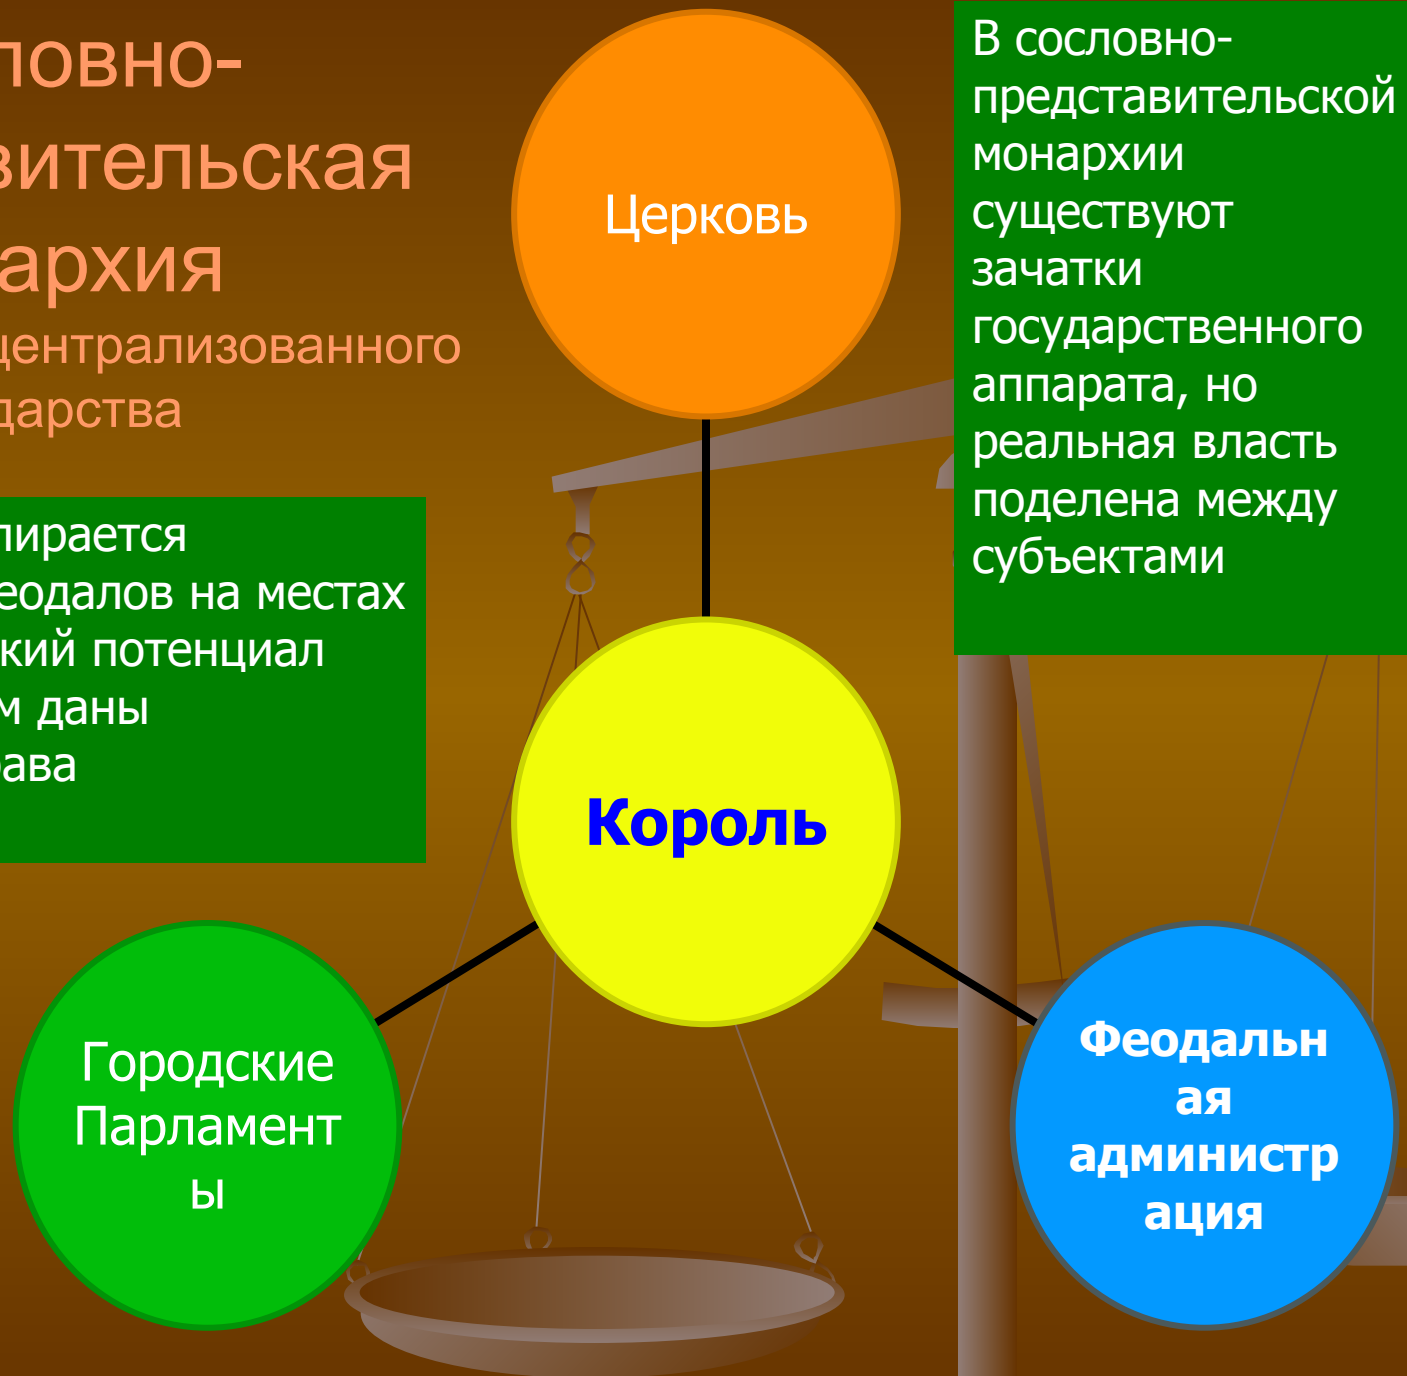 ловно-
вительская
архия
централизованного
дарства
пирается
еодалов на местах
кий потенциал
м даны
рава
Церковь
В сословно-
представительской
монархии
существуют
зачатки
государственного
аппарата, но
реальная власть
поделена между
субъектами
Король
Городские
Парламент
ы
Феодальн
ая
администр
ация